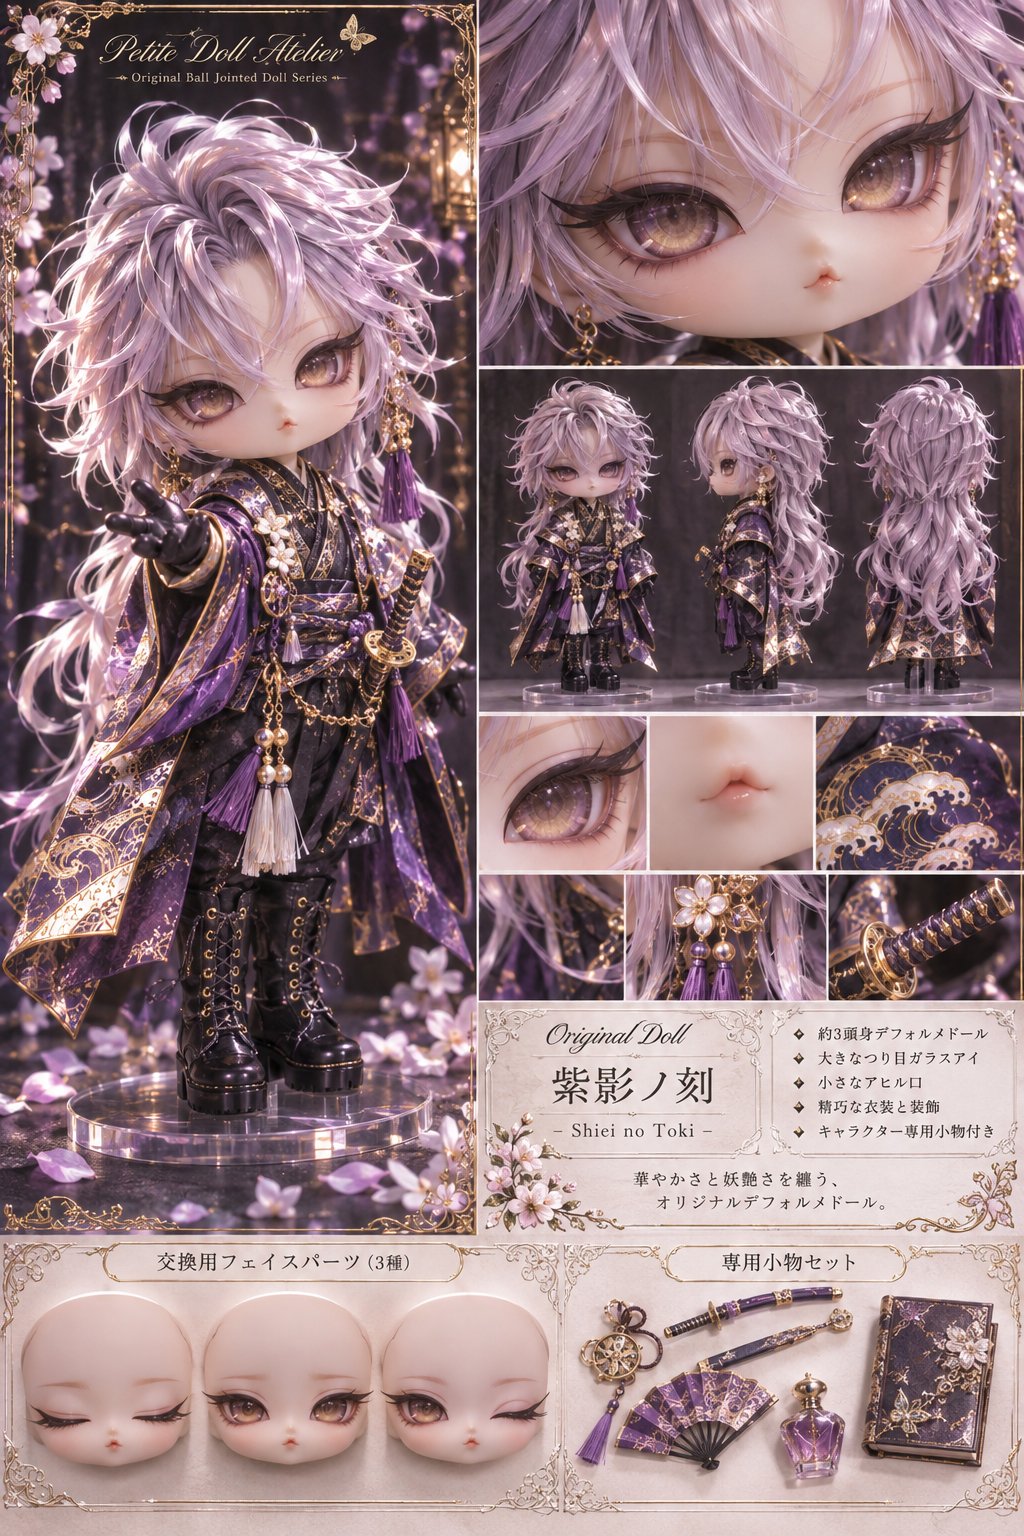 Petite Doll Atelier
Original Ball Jointed Doll Series
Original Doll
紫影ノ刻
– Shiei no Toki –
約3頭身デフォルメドール
大きなつり目ガラスアイ
小さなアヒル口
精巧な衣装と装飾
キャラクター専用小物付き
華やかさと妖艶さを纏う、
オリジナルデフォルメドール。
交換用フェイスパーツ(3種)
専用小物セット